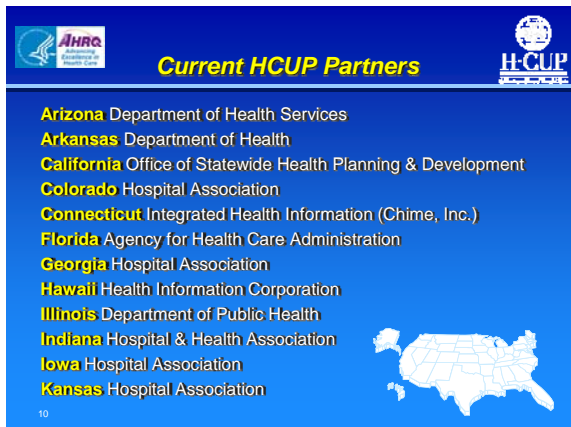 AHRQ
Advancing
Excellence in
Health Care
Current HCUP Partners
H·CUP
Arizona Department of Health Services
Arkansas Department of Health
California Office of Statewide Health Planning & Development
Colorado Hospital Association
Connecticut Integrated Health Information (Chime, Inc.)
Florida Agency for Health Care Administration
Georgia Hospital Association
Hawaii Health Information Corporation
Illinois Department of Public Health
Indiana Hospital & Health Association
Iowa Hospital Association
Kansas Hospital Association
10